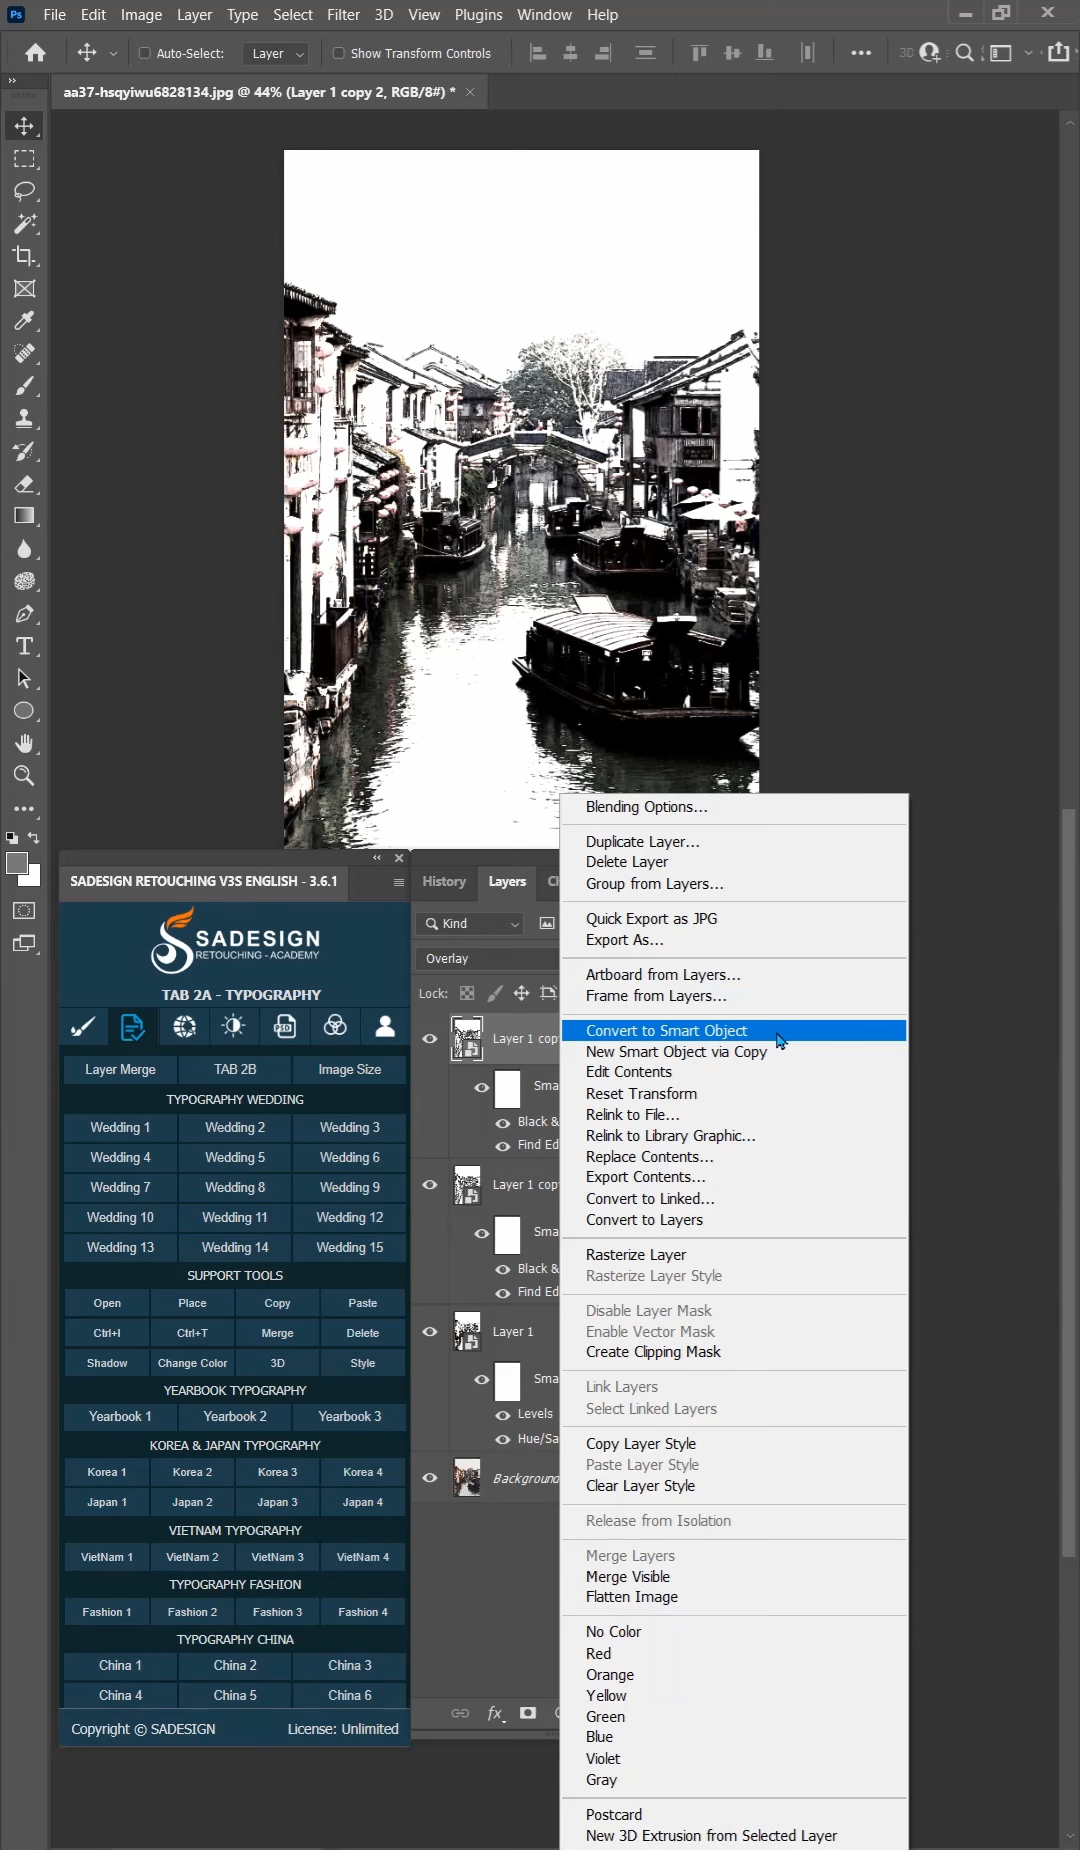 Ps File Edit Image Layer Type Select Filter 3D View Plugins Window Help
Auto-Select: Layer Show Transform Controls 3D
aa37-hsqyiwu6828134.jpg @ 44% (Layer 1 copy 2, RGB/8#) *
SADESIGN RETOUCHING V3S ENGLISH - 3.6.1
SADESIGN
RETOUCHING - ACADEMY
TAB 2A - TYPOGRAPHY
Layer Merge TAB 2B Image Size
TYPOGRAPHY WEDDING
Wedding 1 Wedding 2 Wedding 3
Wedding 4 Wedding 5 Wedding 6
Wedding 7 Wedding 8 Wedding 9
Wedding 10 Wedding 11 Wedding 12
Wedding 13 Wedding 14 Wedding 15
SUPPORT TOOLS
Open Place Copy Paste
Ctrl+I Ctrl+T Merge Delete
Shadow Change Color 3D Style
YEARBOOK TYPOGRAPHY
Yearbook 1 Yearbook 2 Yearbook 3
KOREA & JAPAN TYPOGRAPHY
Korea 1 Korea 2 Korea 3 Korea 4
Japan 1 Japan 2 Japan 3 Japan 4
VIETNAM TYPOGRAPHY
VietNam 1 VietNam 2 VietNam 3 VietNam 4
TYPOGRAPHY FASHION
Fashion 1 Fashion 2 Fashion 3 Fashion 4
TYPOGRAPHY CHINA
China 1 China 2 China 3
China 4 China 5 China 6
Copyright © SADESIGN License: Unlimited
History Layers Ch
Kind
Overlay
Lock:
Layer 1 cop
Sma
Black &
Find Ed
Layer 1 cop
Sma
Black &
Find Ed
Layer 1
Sma
Levels
Hue/Sa
Background
fx
Blending Options...
Duplicate Layer...
Delete Layer
Group from Layers...
Quick Export as JPG
Export As...
Artboard from Layers...
Frame from Layers...
Convert to Smart Object
New Smart Object via Copy
Edit Contents
Reset Transform
Relink to File...
Relink to Library Graphic...
Replace Contents...
Export Contents...
Convert to Linked...
Convert to Layers
Rasterize Layer
Rasterize Layer Style
Disable Layer Mask
Enable Vector Mask
Create Clipping Mask
Link Layers
Select Linked Layers
Copy Layer Style
Paste Layer Style
Clear Layer Style
Release from Isolation
Merge Layers
Merge Visible
Flatten Image
No Color
Red
Orange
Yellow
Green
Blue
Violet
Gray
Postcard
New 3D Extrusion from Selected Layer